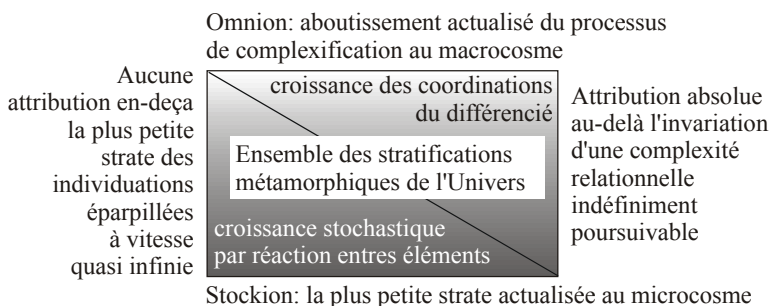 Omnion: aboutissement actualisé du processus
de complexification au macrocosme
Aucune
attribution en-deça
la plus petite
strate des
individuations
éparpillées
à vitesse
quasi infinie
croissance des coordinations
du différencié
Ensemble des stratifications
métamorphiques de l'Univers
croissance stochastique
par réaction entres éléments
Attribution absolue
au-delà l'invariation
d'une complexité
relationnelle
indéfiniment
poursuivable
Stockion: la plus petite strate actualisée au microcosme